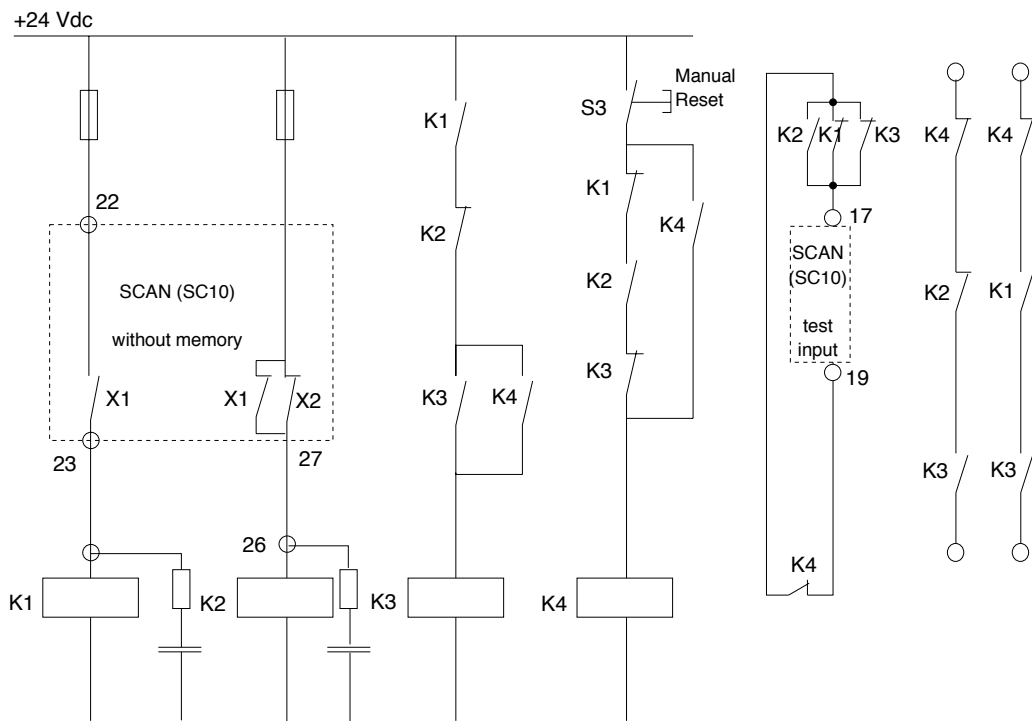 +24 Vdc
Manual
Reset
S3
K1
K2 K1 K3
K4 K4
22
K1
17
K2
K4
SCAN (SC10)
SCAN
(SC10)
K2
K2 K1
without memory
test
input
K3
19
X1
X1 X2
K3 K4
23
27
K3 K3
26
K4
K1
K2
K3
K4